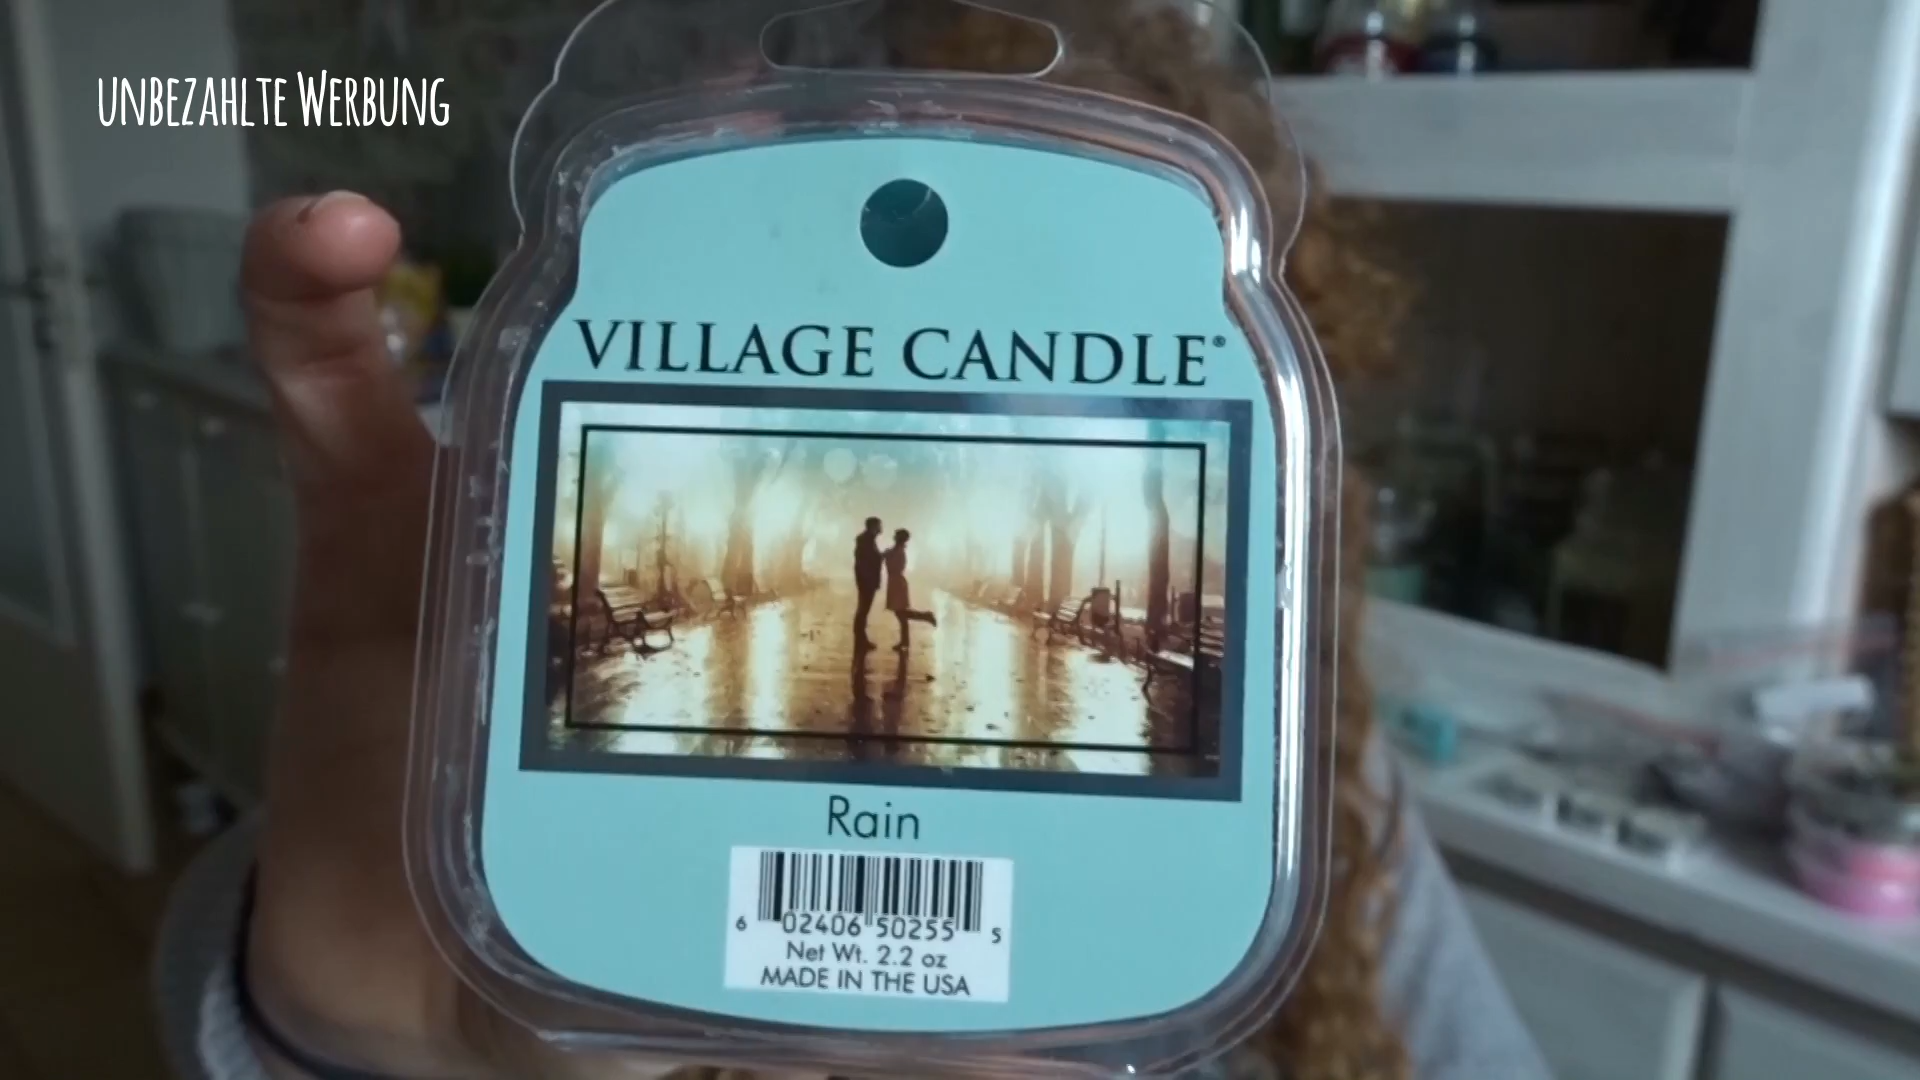 UNBEZAHLTE WERBUNG
VILLAGE CANDLE®
Rain
6 02406 50255 5
Net Wt. 2.2 oz
MADE IN THE USA